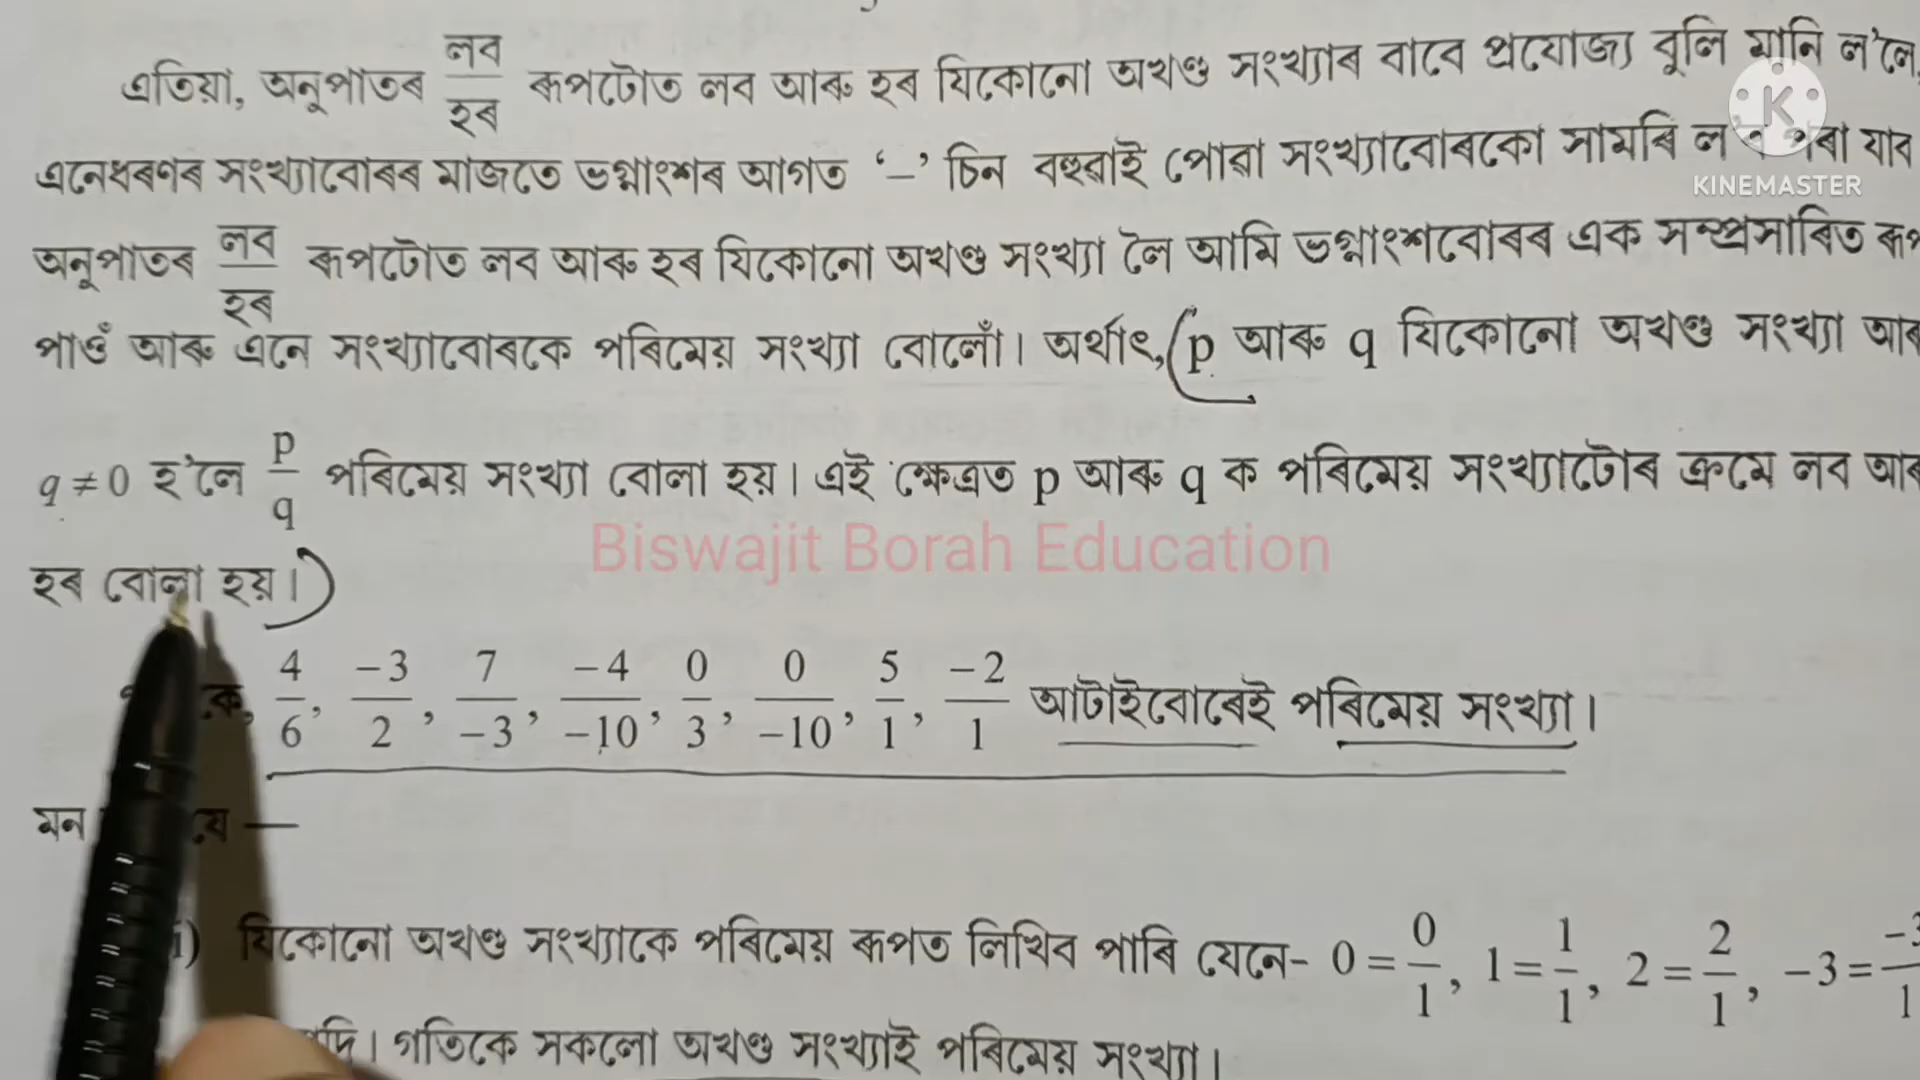 এতিয়া, অনুপাতৰ লব/হৰ ৰূপটোত লব আৰু হৰ যিকোনো অখণ্ড সংখ্যাৰ বাবে প্ৰযোজ্য বুলি মানি ল'লে,
এনেধৰণৰ সংখ্যাবোৰৰ মাজতে ভগ্নাংশৰ আগত ‘–’ চিন বহুৱাই পোৱা সংখ্যাবোৰকো সামৰি পৰা যাব
KINEMASTER
অনুপাতৰ লব/হৰ ৰূপটোত লব আৰু হৰ যিকোনো অখণ্ড সংখ্যা লৈ আমি ভগ্নাংশবোৰৰ এক সম্প্ৰসাৰিত
পাওঁ আৰু এনে সংখ্যাবোৰকে পৰিমেয় সংখ্যা বোলোঁ। অৰ্থাৎ, p আৰু q যিকোনো অখণ্ড সংখ্যা
q ≠ 0 হ'লে p/q পৰিমেয় সংখ্যা বোলা হয়। এই ক্ষেত্ৰত p আৰু q ক পৰিমেয় সংখ্যাটোৰ ক্ৰমে লব
Biswajit Borah Education
হৰ বোলা হয়।
4/6, -3/2, 7/-3, -4/-10, 0/3, 0/-10, 5/1, -2/1 আটাইবোৰেই পৰিমেয় সংখ্যা।
মন —
i) যিকোনো অখণ্ড সংখ্যাকে পৰিমেয় ৰূপত লিখিব পাৰি যেনে- 0 = 0/1, 1 = 1/1, 2 = 2/1, -3 = -3/1
গতিকে সকলো অখণ্ড সংখ্যাই পৰিমেয় সংখ্যা।